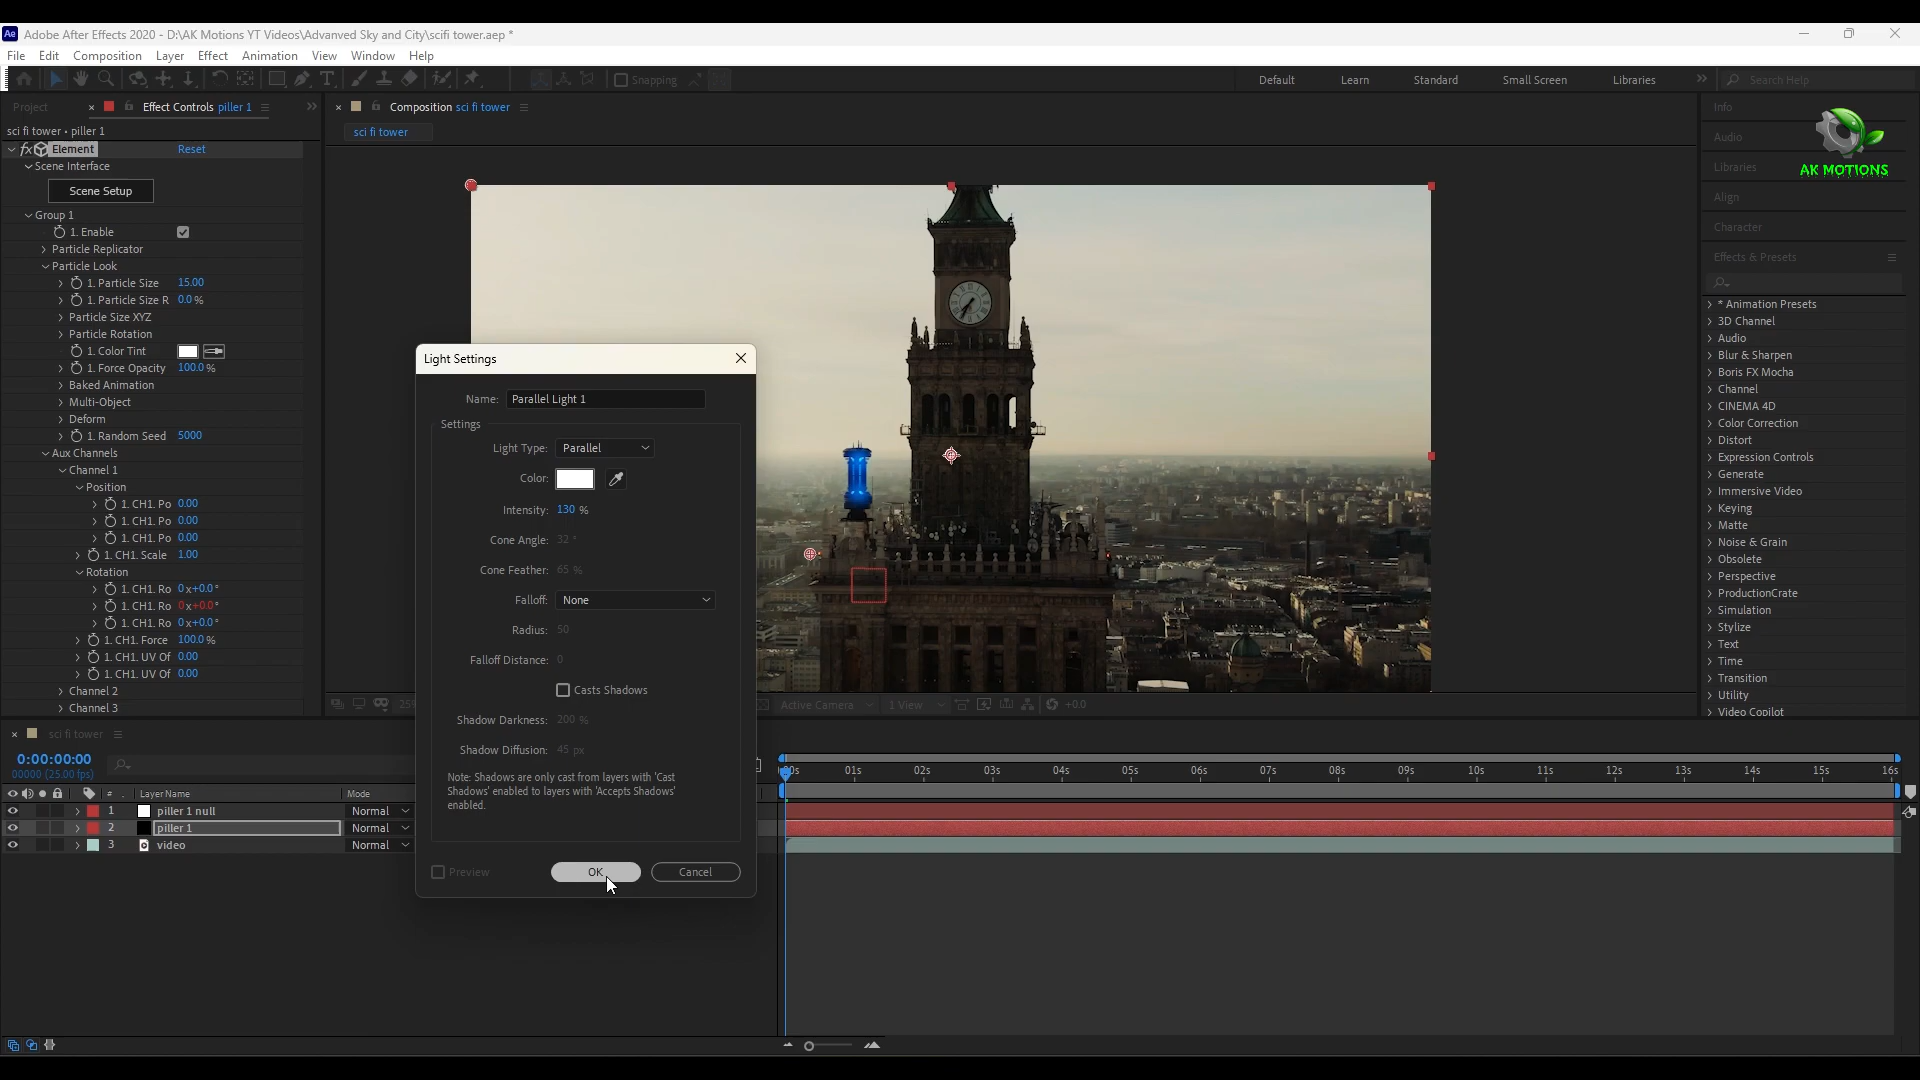 Ae Adobe After Effects 2020 - D:\AK Motions YT Videos\Advanved Sky and City\scifi tower.aep *
File Edit Composition Layer Effect Animation View Window Help
Snapping Default Learn Standard Small Screen Libraries Search Help
Project Effect Controls piller 1
sci fi tower • piller 1
fx Element Reset
Scene Interface
Scene Setup
Group 1
1. Enable
Particle Replicator
Particle Look
1. Particle Size 15.00
1. Particle Size R 0.0 %
Particle Size XYZ
Particle Rotation
1. Color Tint
1. Force Opacity 100.0 %
Baked Animation
Multi-Object
Deform
1. Random Seed 5000
Aux Channels
Channel 1
Position
1. CH1. Po 0.00
1. CH1. Po 0.00
1. CH1. Po 0.00
1. CH1. Scale 1.00
Rotation
1. CH1. Ro 0x+0.0°
1. CH1. Ro 0x+0.0°
1. CH1. Ro 0x+0.0°
1. CH1. Force 100.0 %
1. CH1. UV Of 0.00
1. CH1. UV Of 0.00
Channel 2
Channel 3
Composition sci fi tower
sci fi tower
Light Settings
Name: Parallel Light 1
Settings
Light Type: Parallel
Color:
Intensity: 130 %
Cone Angle: 32 °
Cone Feather: 65 %
Falloff: None
Radius: 50
Falloff Distance: 0
Casts Shadows
Shadow Darkness: 200 %
Shadow Diffusion: 45 px
Note: Shadows are only cast from layers with 'Cast
Shadows' enabled to layers with 'Accepts Shadows'
enabled.
Preview OK Cancel
Active Camera 1 View +0.0
Info
Audio
Libraries
Align
Character
Effects & Presets
AK MOTIONS
* Animation Presets
3D Channel
Audio
Blur & Sharpen
Boris FX Mocha
Channel
CINEMA 4D
Color Correction
Distort
Expression Controls
Generate
Immersive Video
Keying
Matte
Noise & Grain
Obsolete
Perspective
ProductionCrate
Simulation
Stylize
Text
Time
Transition
Utility
Video Copilot
sci fi tower
0:00:00:00
00000 (25.00 fps)
# Layer Name Mode
1 piller 1 null Normal
2 piller 1 Normal
3 video Normal
01s 02s 03s 04s 05s 06s 07s 08s 09s 10s 11s 12s 13s 14s 15s 16s